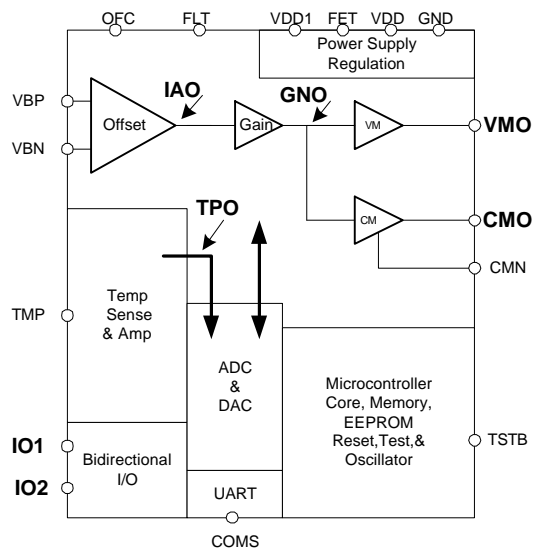 OFC FLT VDD1 FET VDD GND
Power Supply
Regulation
IAO
GNO
VBP
Offset
Gain
VM
VMO
VBN
TPO
CM
CMO
CMN
TMP
Temp
Sense
& Amp
ADC
&
DAC
Microcontroller
Core, Memory,
EEPROM
Reset,Test,&
Oscillator
TSTB
IO1
IO2
Bidirectional
I/O
UART
COMS